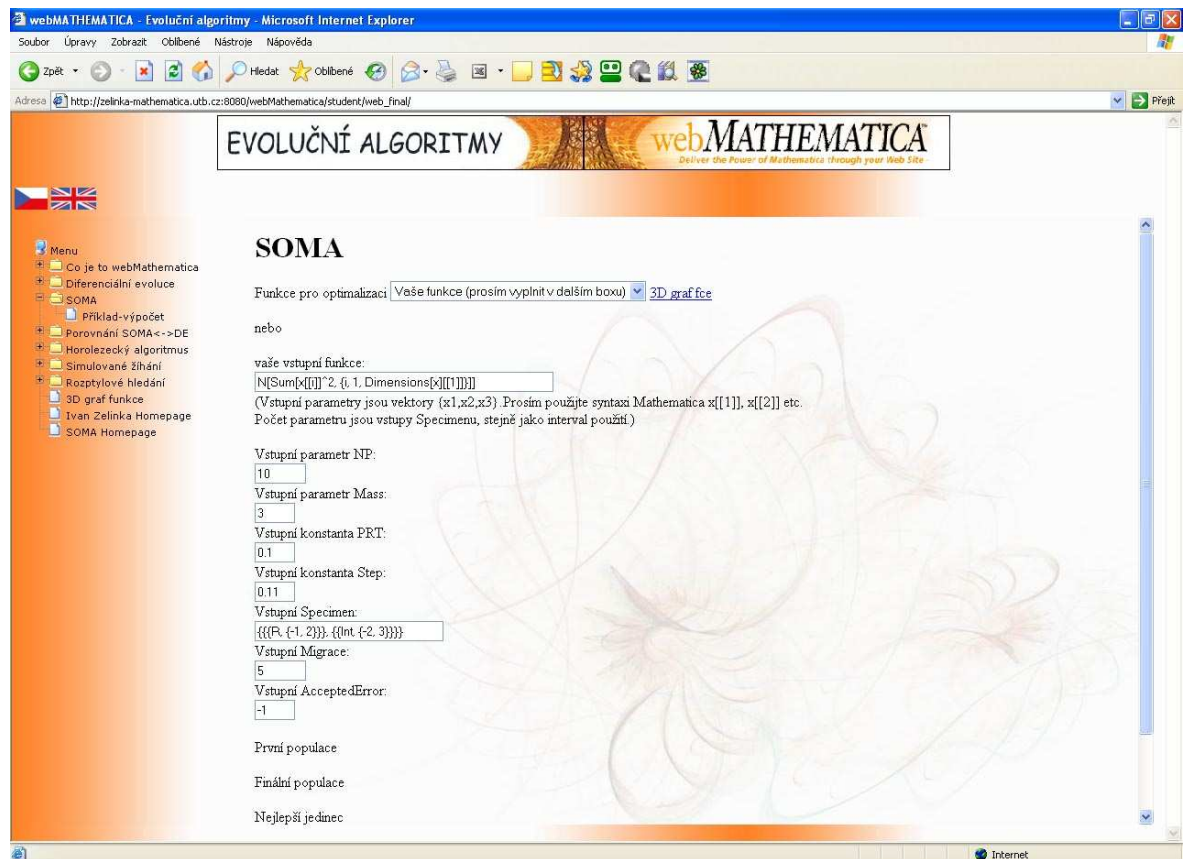 webMATHEMATICA - Evoluční algoritmy - Microsoft Internet Explorer
Soubor Úpravy Zobrazit Oblíbené Nástroje Nápověda
Zpět Hledat Oblíbené
Adresa http://zelinka-mathematica.utb.cz:8080/webMathematica/student/web_final/ Přejít
EVOLUČNÍ ALGORITMY
webMATHEMATICA
Deliver the Power of Mathematica through your Web Site
Menu
Co je to webMathematica
Diferenciální evoluce
SOMA
Příklad-výpočet
Porovnání SOMA<->DE
Horolezecký algoritmus
Simulované žíhání
Rozptylové hledání
3D graf funkce
Ivan Zelinka Homepage
SOMA Homepage
SOMA
Funkce pro optimalizaci Vaše funkce (prosím vyplnit v dalším boxu) 3D graf fce
nebo
vaše vstupní funkce:
N[Sum[x[[i]]^2, {i, 1, Dimensions[x][[1]]}]]
(Vstupní parametry jsou vektory {x1,x2,x3}.Prosím použijte syntaxi Mathematica x[[1]], x[[2]] etc.
Počet parametru jsou vstupy Specimenu, stejně jako interval použití.)
Vstupní parametr NP:
10
Vstupní parametr Mass:
3
Vstupní konstanta PRT:
0.1
Vstupní konstanta Step:
0.11
Vstupní Specimen:
{{{R, {-1, 2}}}, {{Int, {-2, 3}}}}
Vstupní Migrace:
5
Vstupní AcceptedError:
-1
První populace
Finální populace
Nejlepší jedinec
Internet